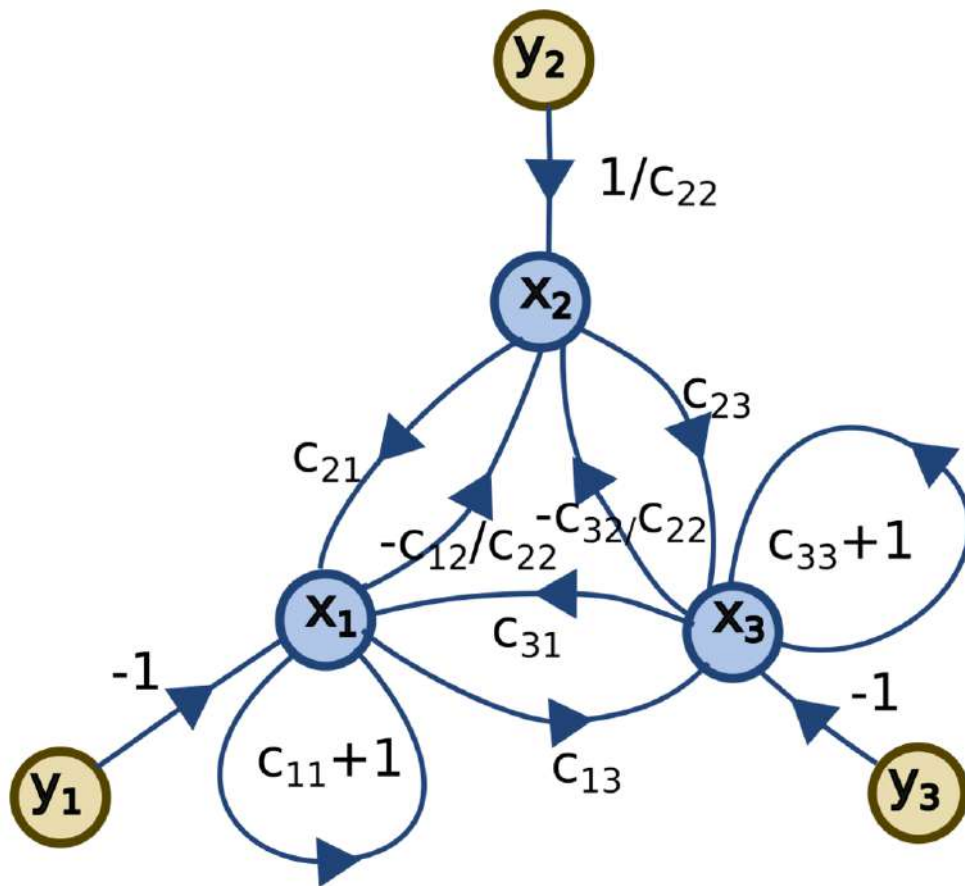 y₂
1/c₂₂
x₂
c₂₃
c₂₁
-c₁₂/c₂₂
-c₃₂/c₂₂
c₃₃+1
x₁
c₃₁
x₃
-1
-1
c₁₁+1
c₁₃
y₁
y₃